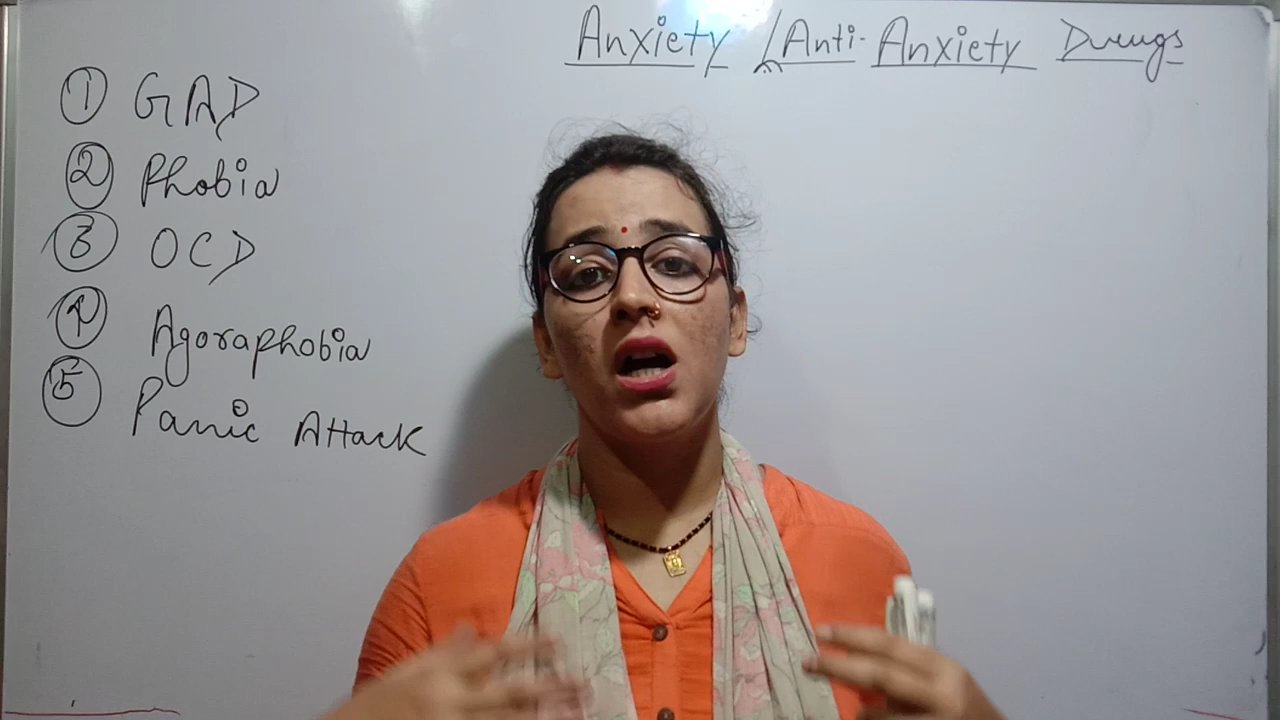 Anxiety / Anti-Anxiety Drugs
① GAD
② Phobia
③ OCD
④ Agoraphobia
⑤ Panic Attack